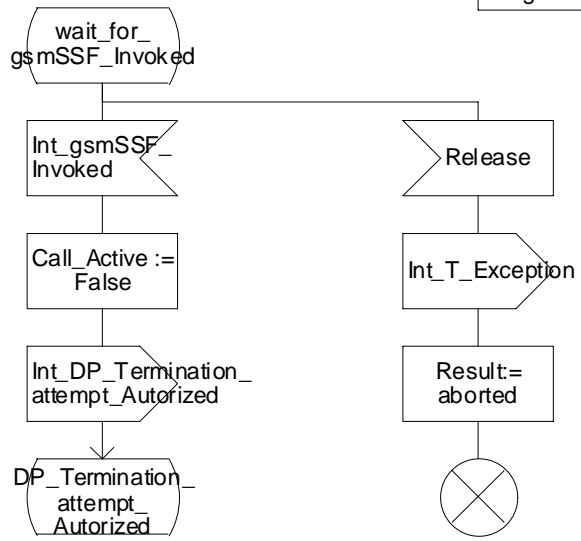 wait_for_
gsmSSF_Invoked
Int_gsmSSF_
Invoked
Release
Call_Active :=
False
Int_T_Exception
Int_DP_Termination_
attempt_Autorized
Result:=
aborted
DP_Termination_
attempt_
Autorized